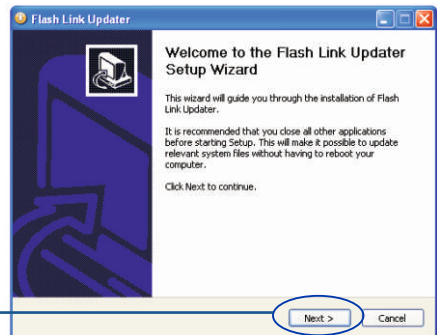 Flash Link Updater
Welcome to the Flash Link Updater
Setup Wizard
This wizard will guide you through the installation of Flash
Link Updater.
It is recommended that you close all other applications
before starting Setup. This will make it possible to update
relevant system files without having to reboot your
computer.
Click Next to continue.
Next >
Cancel